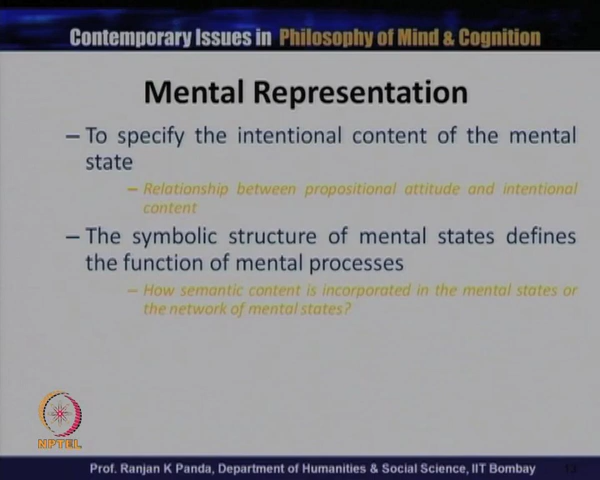 Contemporary Issues in Philosophy of Mind & Cognition
Mental Representation
– To specify the intentional content of the mental
state
– Relationship between propositional attitude and intentional
content
– The symbolic structure of mental states defines
the function of mental processes
– How semantic content is incorporated in the mental states or
the network of mental states?
NPTEL
Prof. Ranjan K Panda, Department of Humanities & Social Science, IIT Bombay